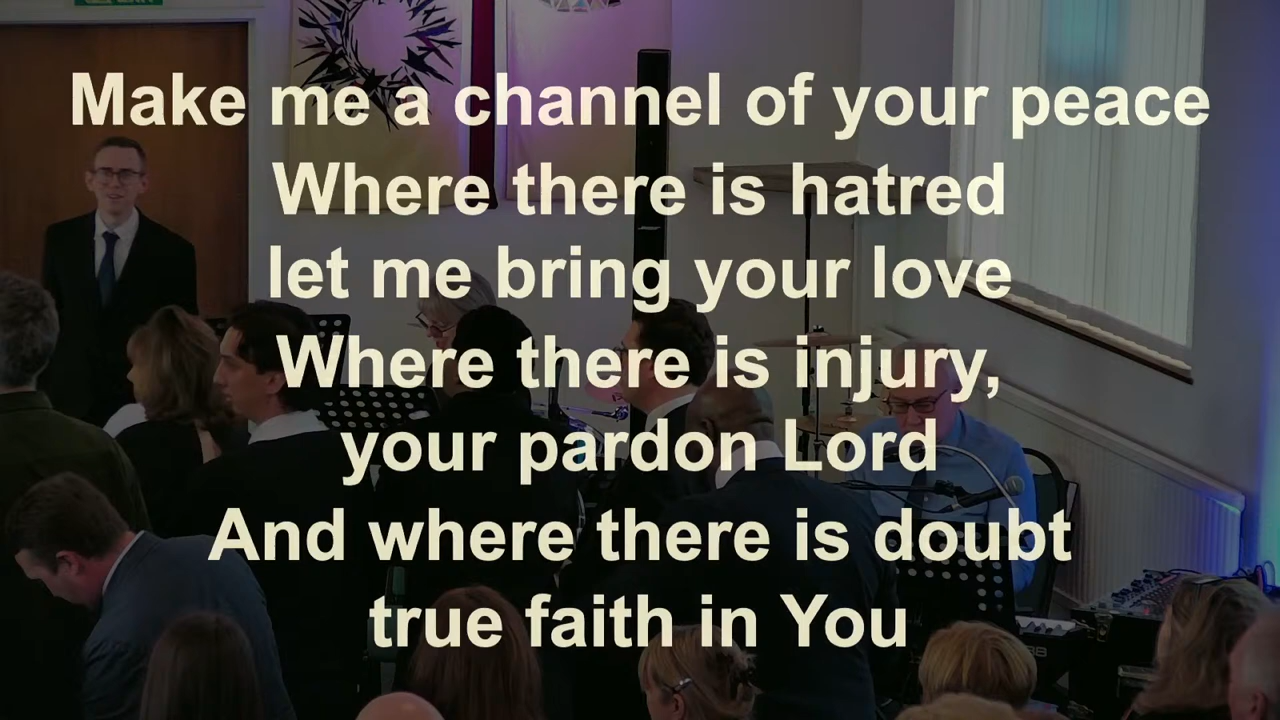 Make me a channel of your peace
Where there is hatred
let me bring your love
Where there is injury,
your pardon Lord
And where there is doubt
true faith in You